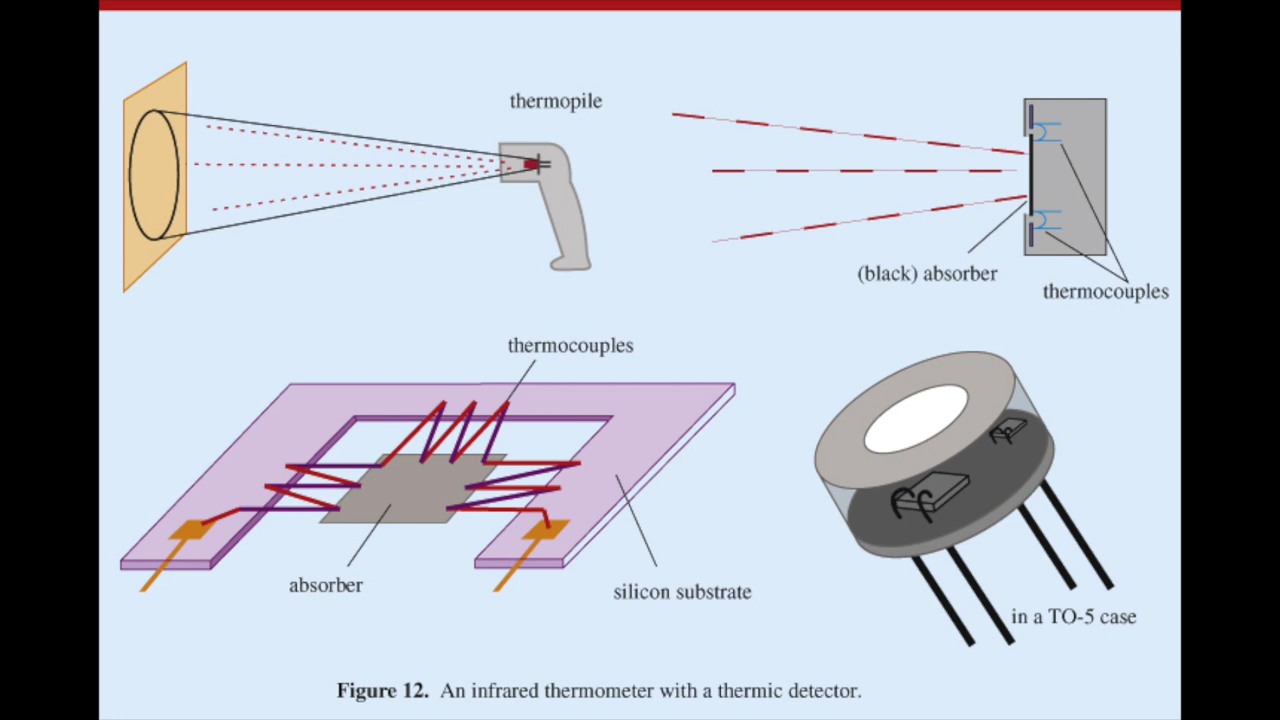 thermopile
(black) absorber
thermocouples
thermocouples
absorber
silicon substrate
in a TO-5 case
Figure 12. An infrared thermometer with a thermic detector.